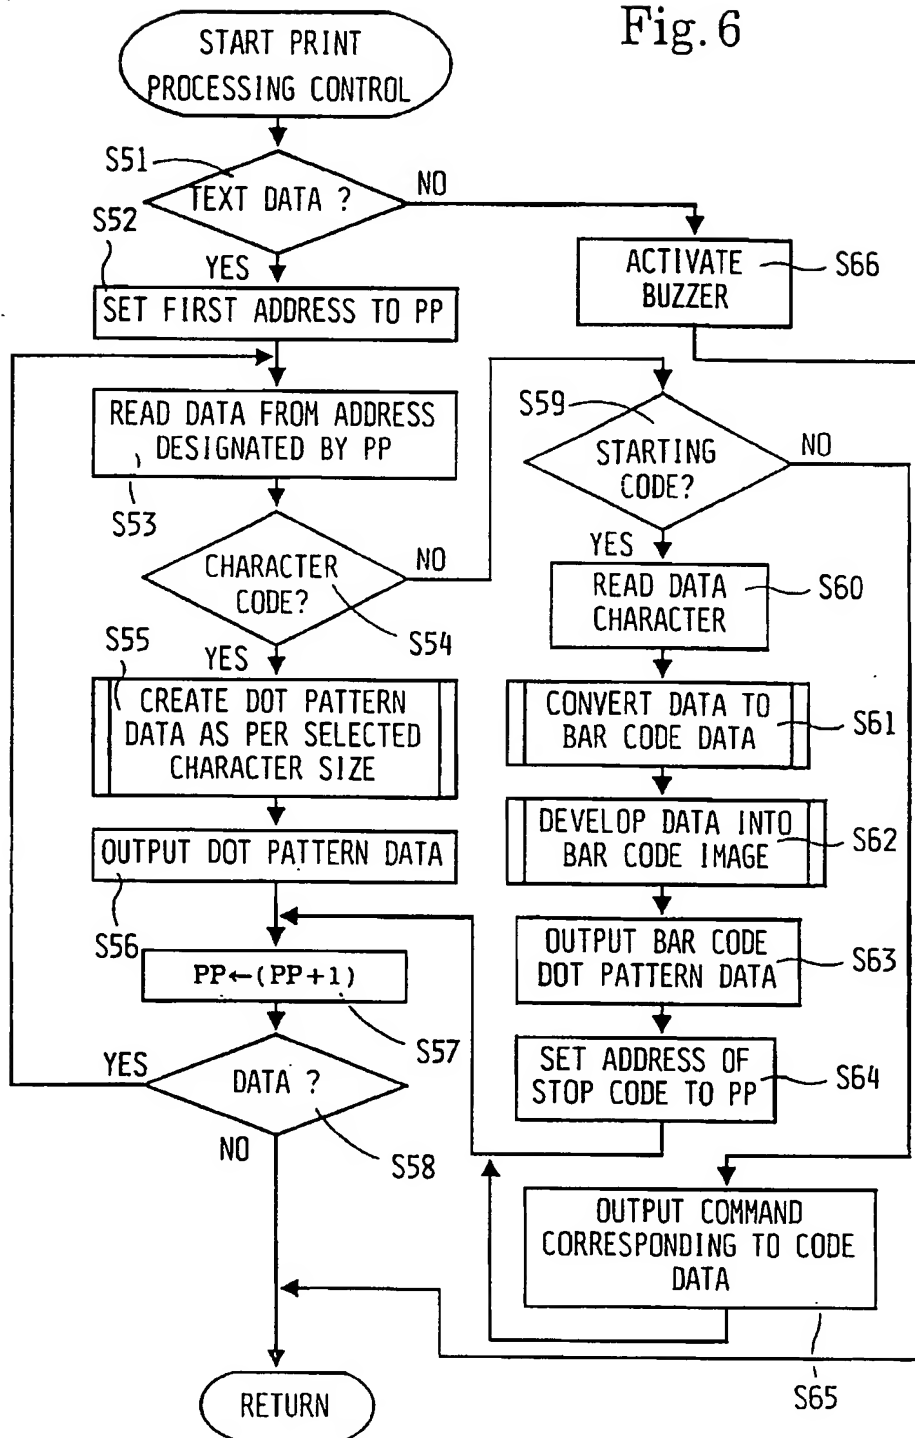 Fig. 6
START PRINT
PROCESSING CONTROL
S51
TEXT DATA ?
NO
S52
YES
SET FIRST ADDRESS TO PP
ACTIVATE
BUZZER
S66
READ DATA FROM ADDRESS
DESIGNATED BY PP
S53
CHARACTER
CODE?
NO
S54
S55
YES
CREATE DOT PATTERN
DATA AS PER SELECTED
CHARACTER SIZE
OUTPUT DOT PATTERN DATA
S56
PP←(PP+1)
S57
YES
DATA ?
NO
S58
S59
STARTING
CODE?
NO
YES
READ DATA
CHARACTER
S60
CONVERT DATA TO
BAR CODE DATA
S61
DEVELOP DATA INTO
BAR CODE IMAGE
S62
OUTPUT BAR CODE
DOT PATTERN DATA
S63
SET ADDRESS OF
STOP CODE TO PP
S64
OUTPUT COMMAND
CORRESPONDING TO CODE
DATA
S65
RETURN